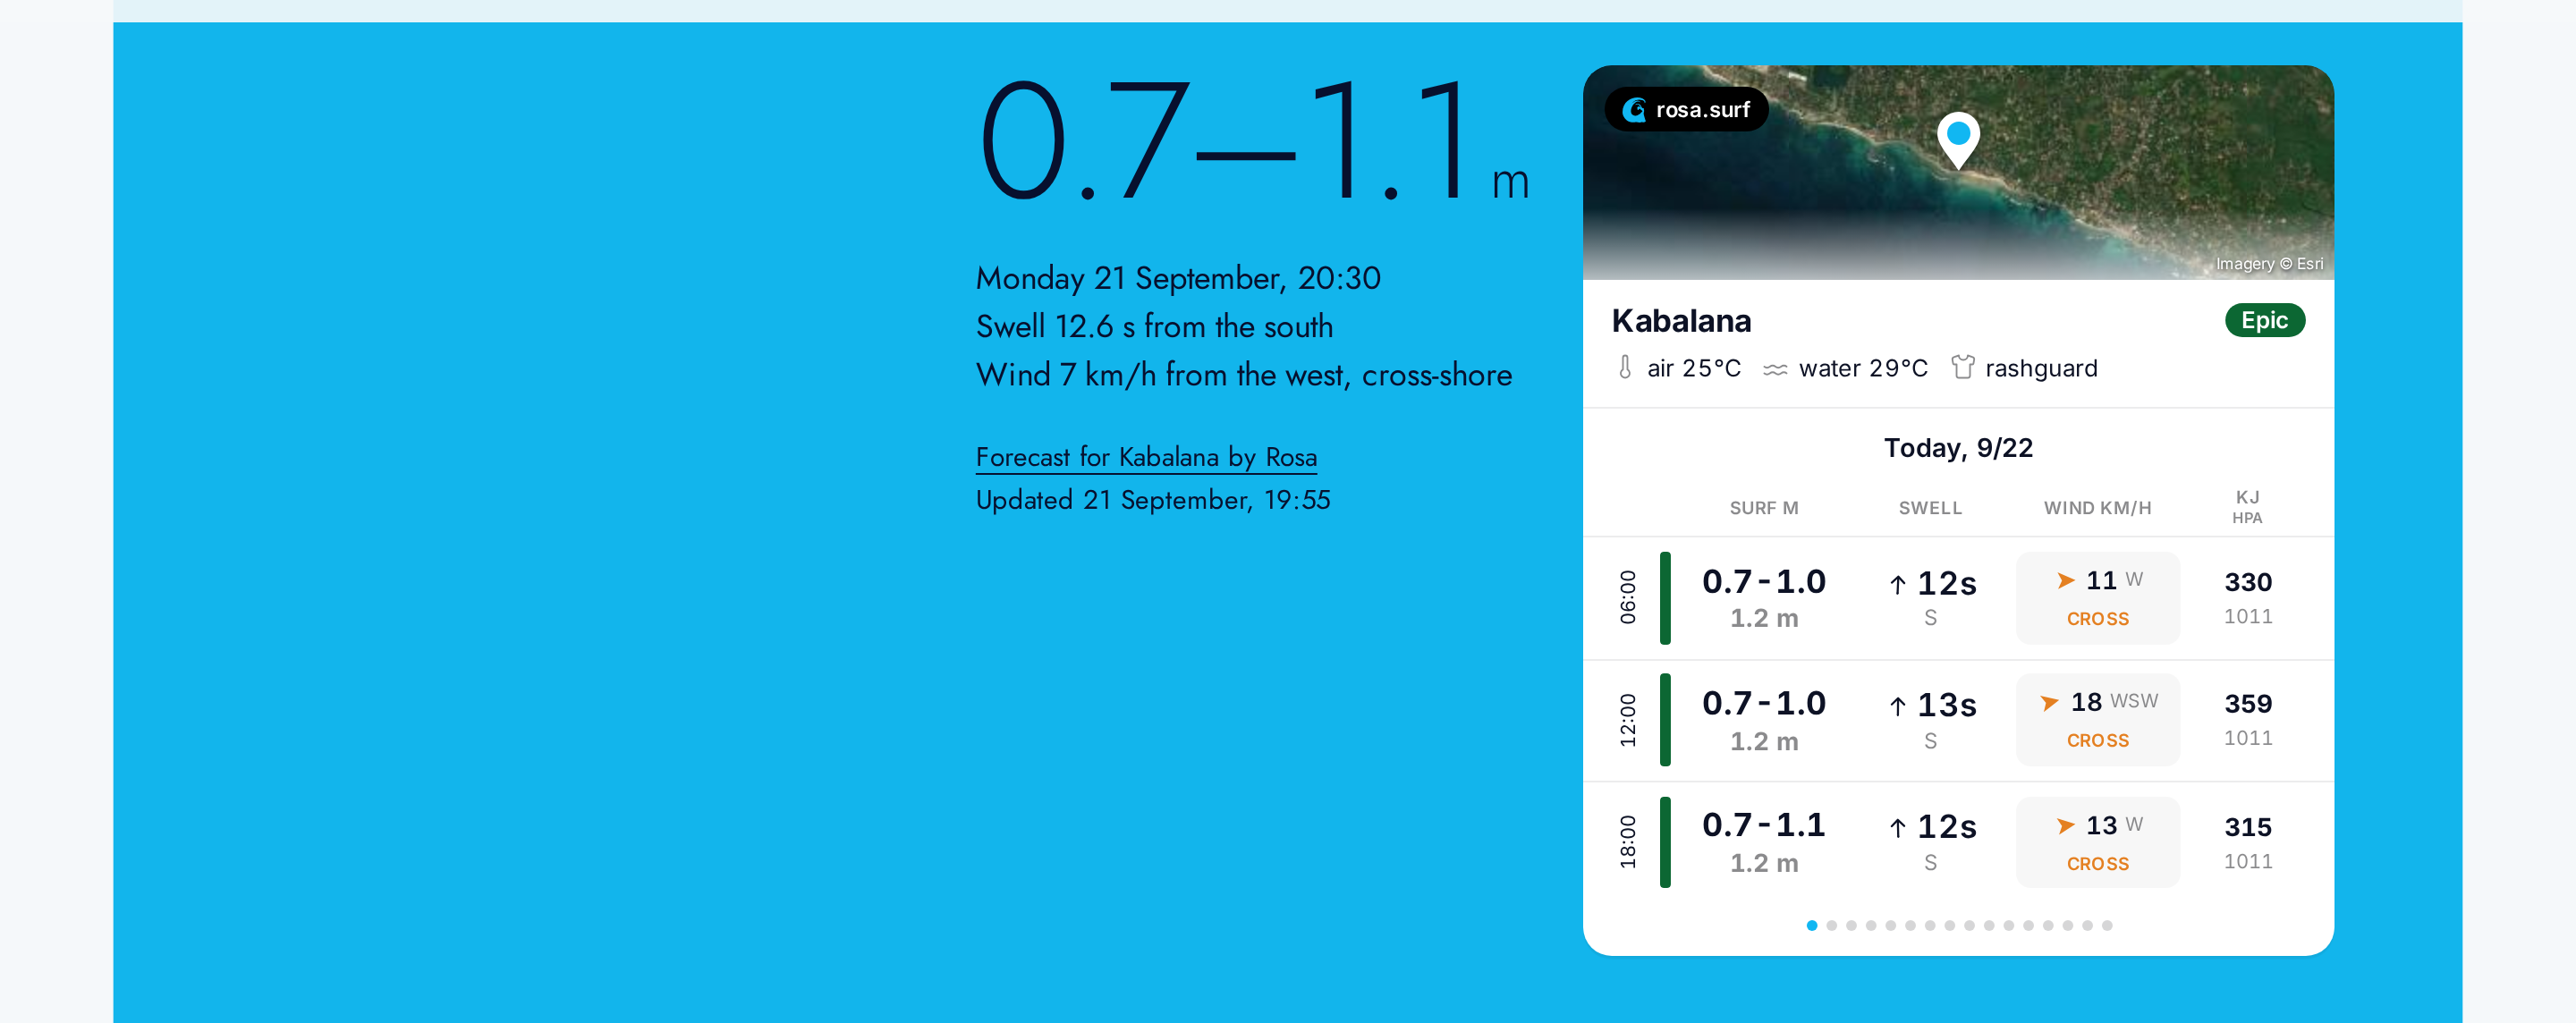 0.7–1.1 m
Monday 21 September, 20:30
Swell 12.6 s from the south
Wind 7 km/h from the west, cross-shore
Forecast for Kabalana by Rosa
Updated 21 September, 19:55
rosa.surf
Imagery © Esri
Kabalana
Epic
air 25°C water 29°C rashguard
Today, 9/22
SURF M SWELL WIND KM/H KJ
HPA
06:00 0.7-1.0 ↑ 12s 11 W 330
1.2 m S CROSS 1011
12:00 0.7-1.0 ↑ 13s 18 WSW 359
1.2 m S CROSS 1011
18:00 0.7-1.1 ↑ 12s 13 W 315
1.2 m S CROSS 1011